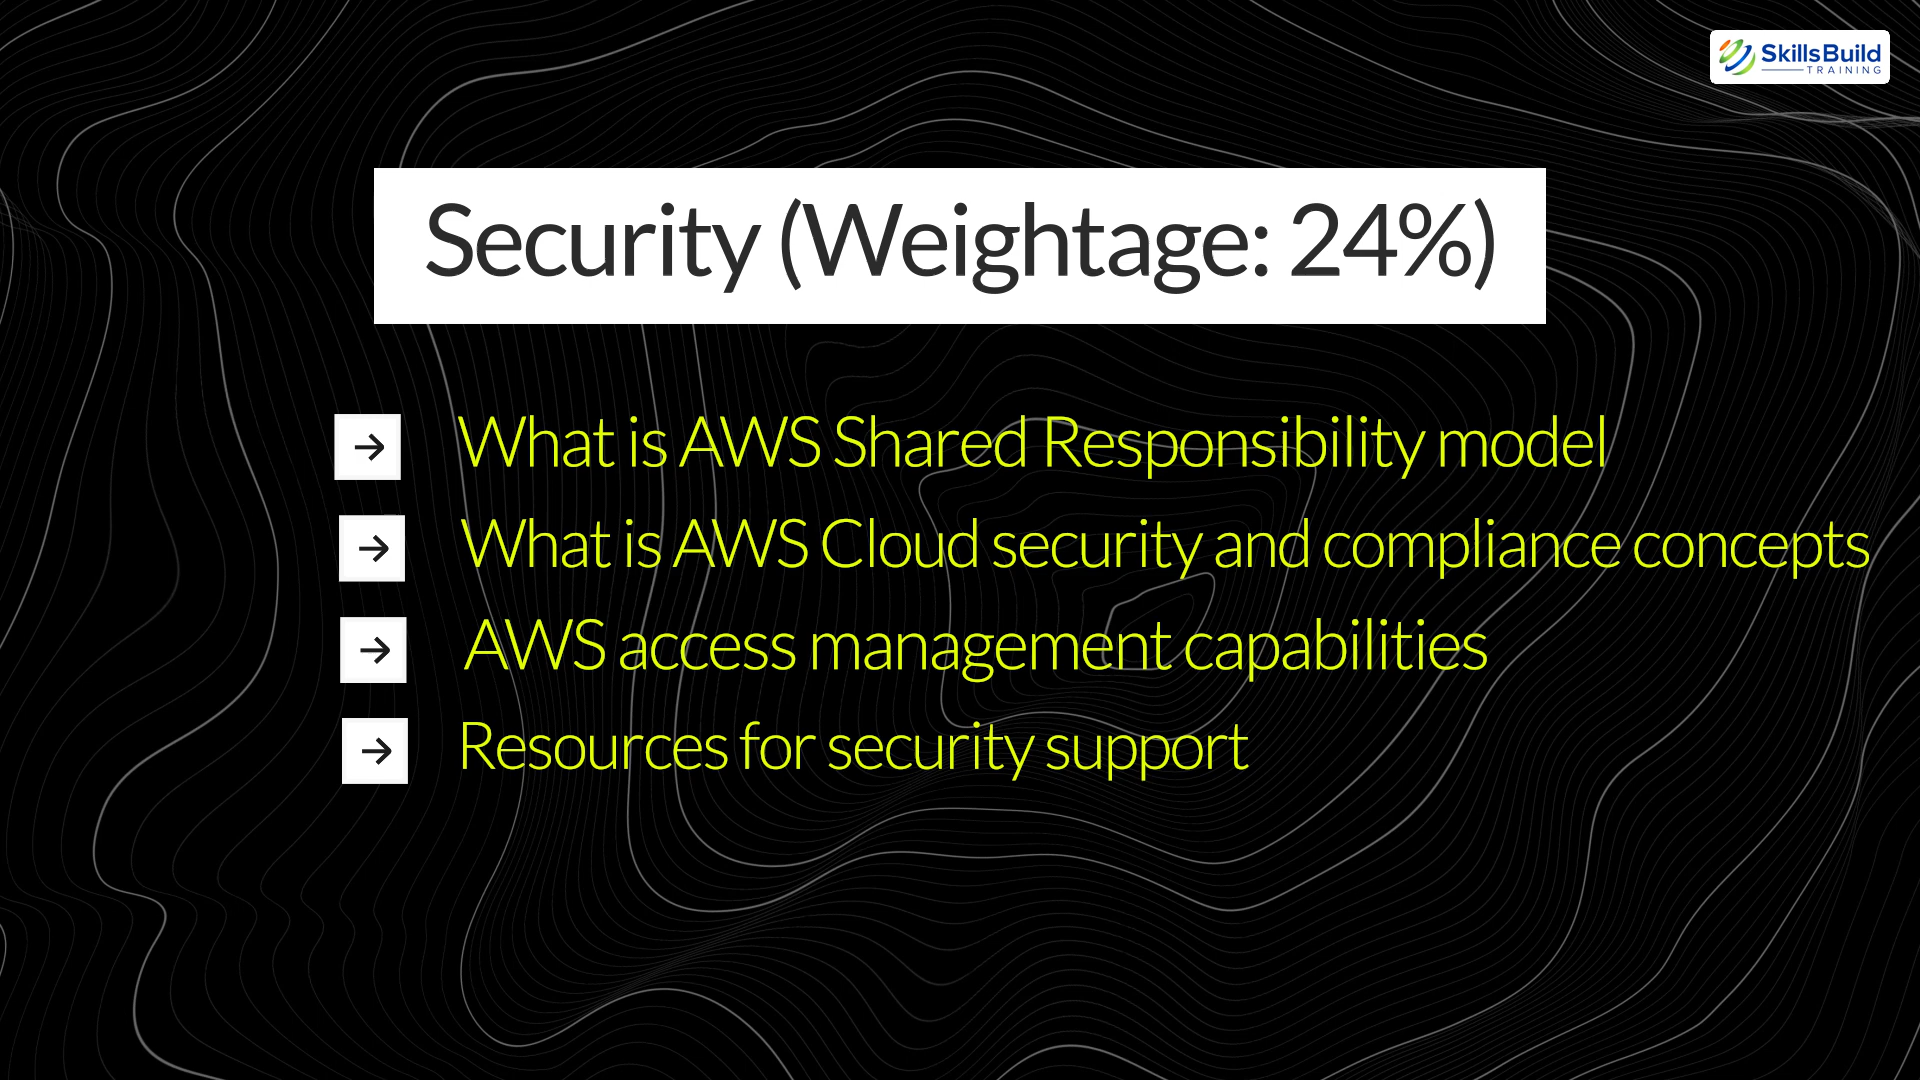 SkillsBuild
TRAINING
Security (Weightage: 24%)
What is AWS Shared Responsibility model
What is AWS Cloud security and compliance concepts
AWS access management capabilities
Resources for security support